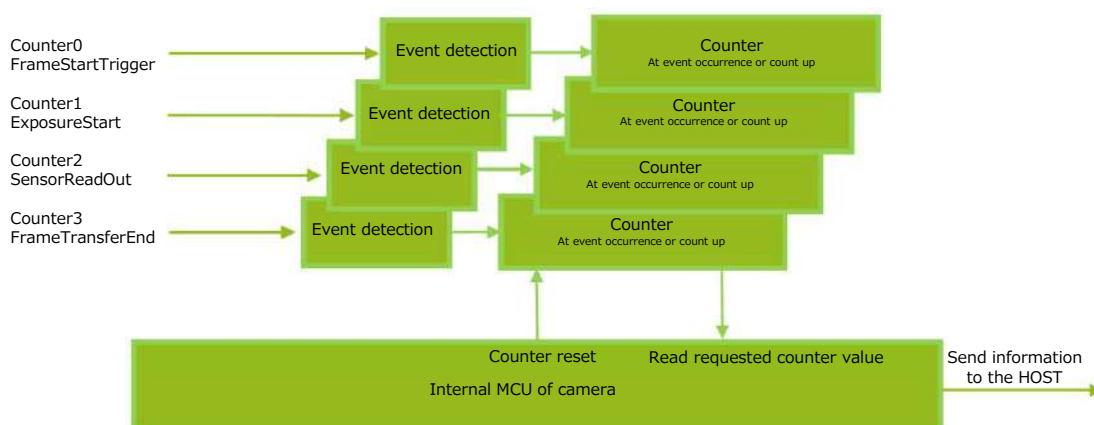 Counter0
FrameStartTrigger
Event detection
Counter
At event occurrence or count up
Counter1
ExposureStart
Event detection
Counter
At event occurrence or count up
Counter2
SensorReadOut
Event detection
Counter
At event occurrence or count up
Counter3
FrameTransferEnd
Event detection
Counter
At event occurrence or count up
Counter reset
Read requested counter value
Internal MCU of camera
Send information
to the HOST